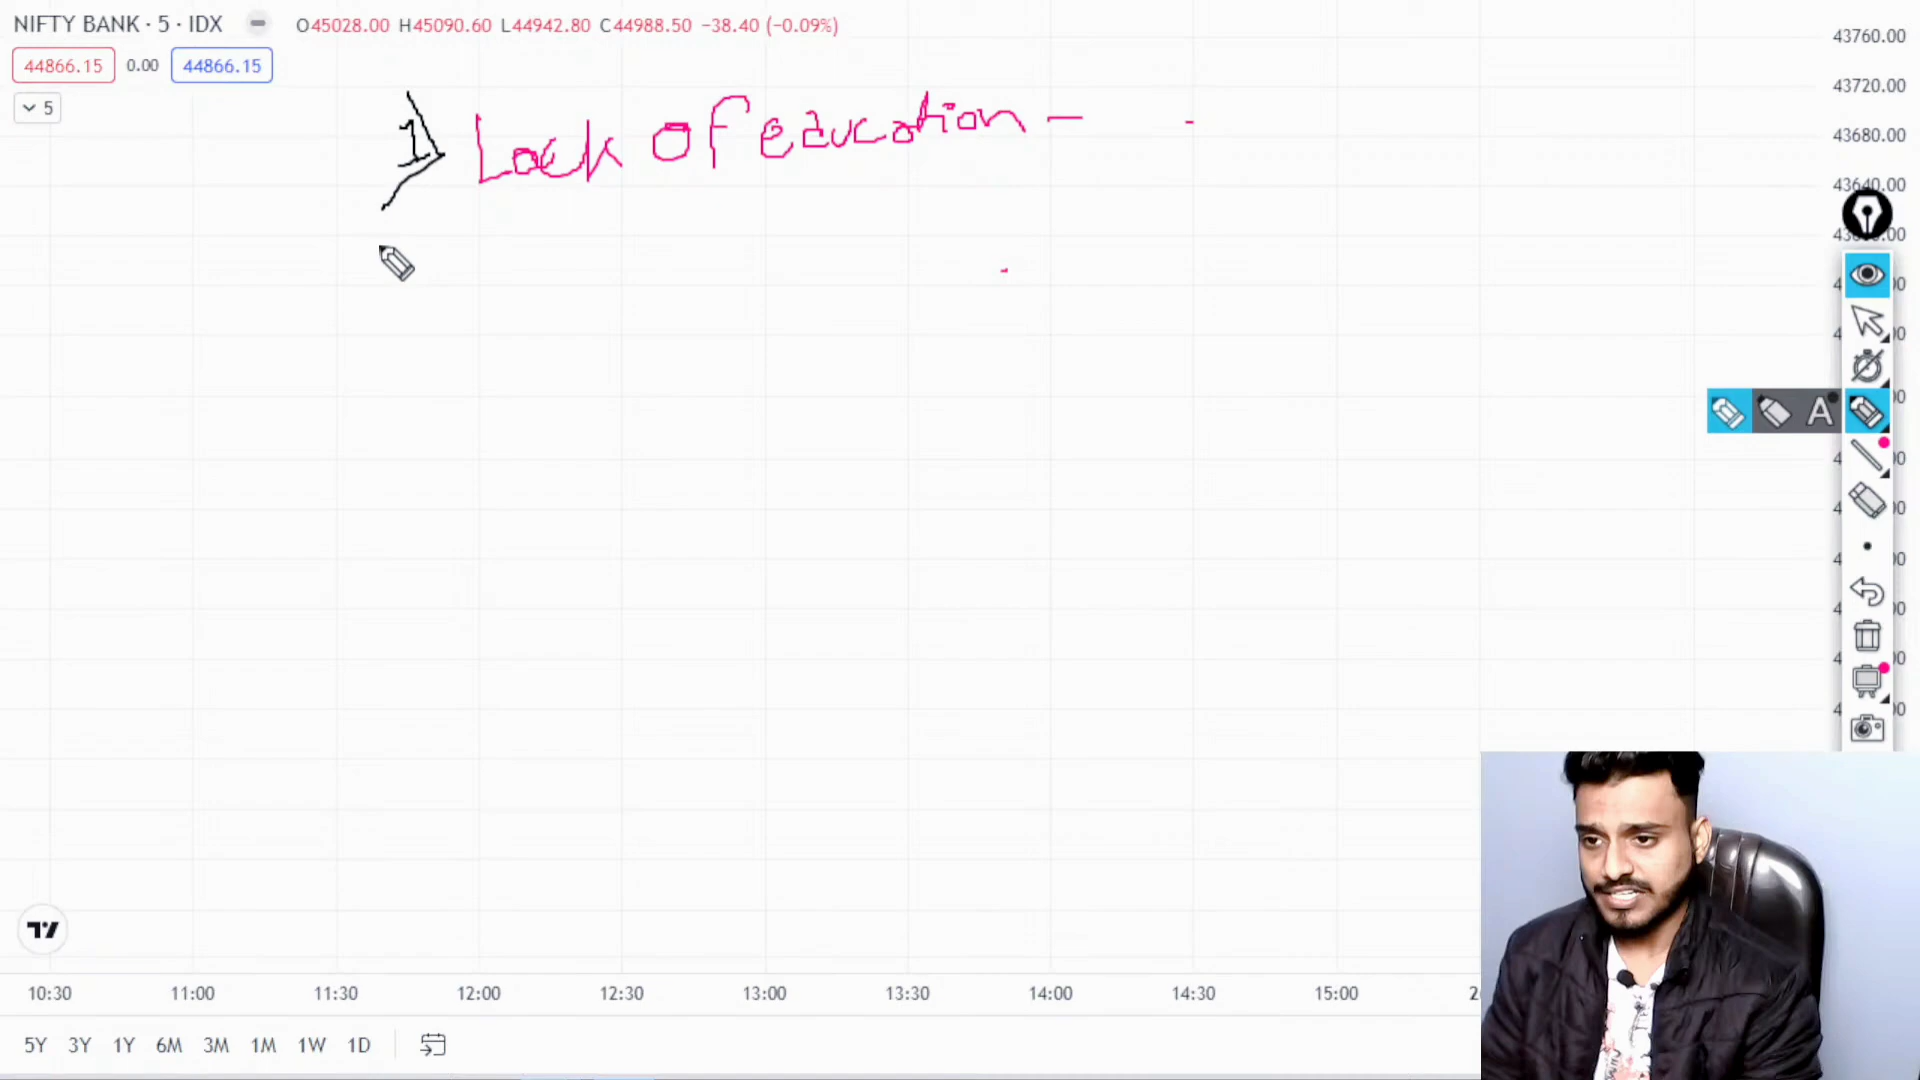 NIFTY BANK · 5 · IDX O45028.00 H45090.60 L44942.80 C44988.50 −38.40 (−0.09%)
44866.15 0.00 44866.15
5
1) Lack of education -
43760.00
43720.00
43680.00
43640.00
A
10:30 11:00 11:30 12:00 12:30 13:00 13:30 14:00 14:30 15:00
5Y 3Y 1Y 6M 3M 1M 1W 1D